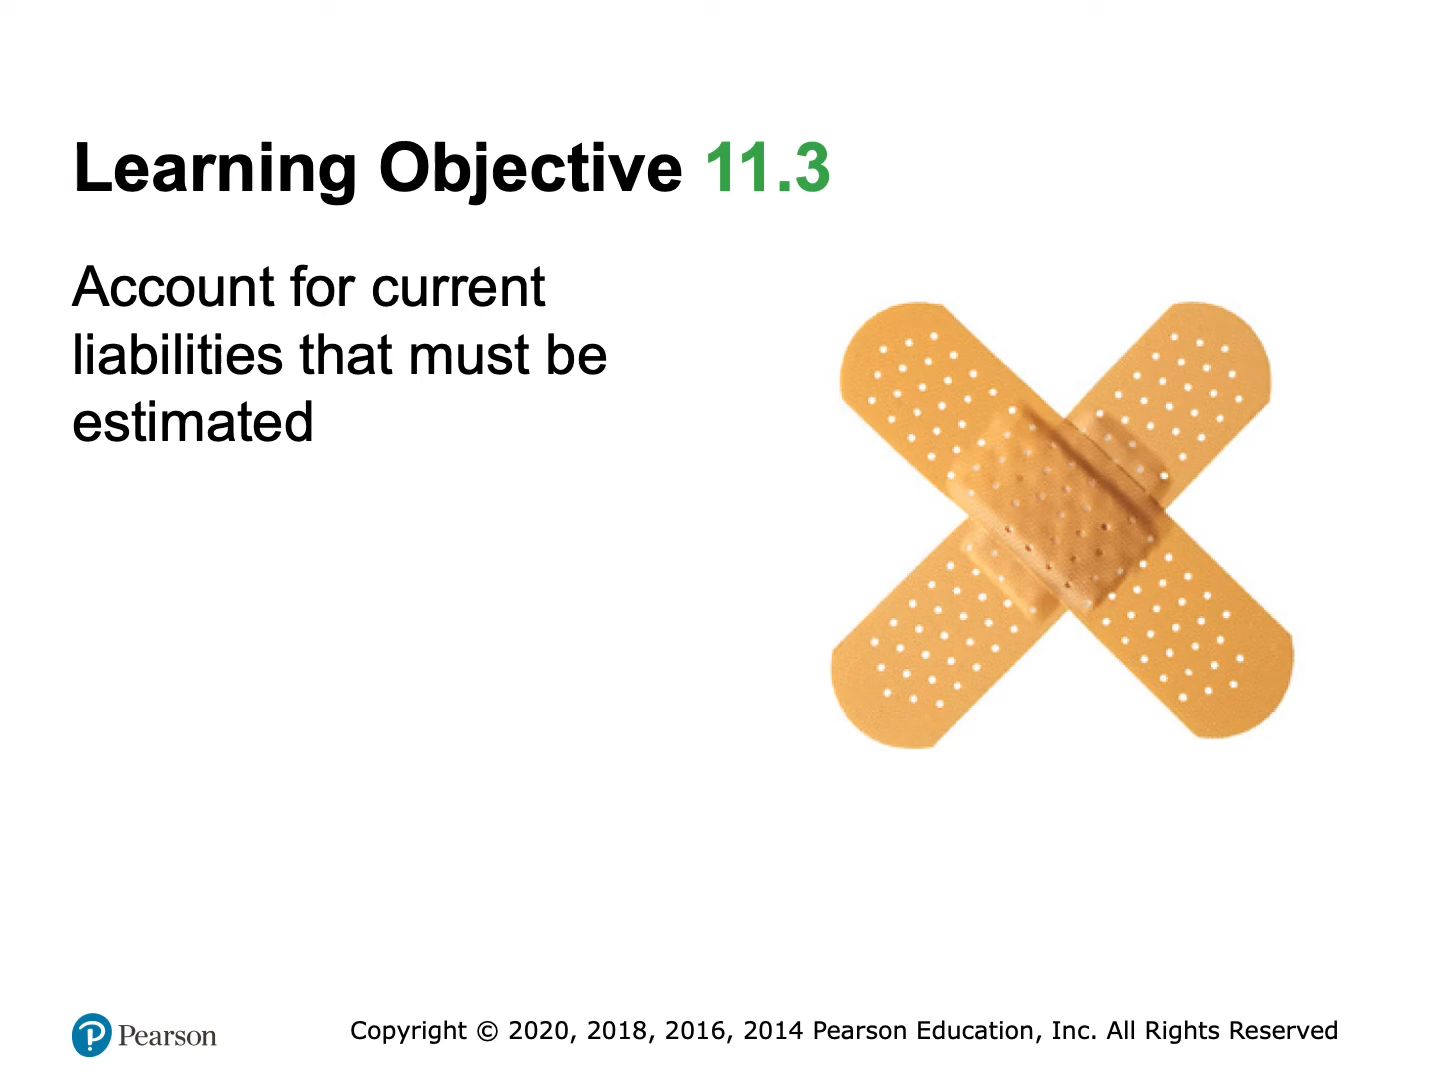 Learning Objective 11.3
Account for current
liabilities that must be
estimated
Pearson
Copyright © 2020, 2018, 2016, 2014 Pearson Education, Inc. All Rights Reserved